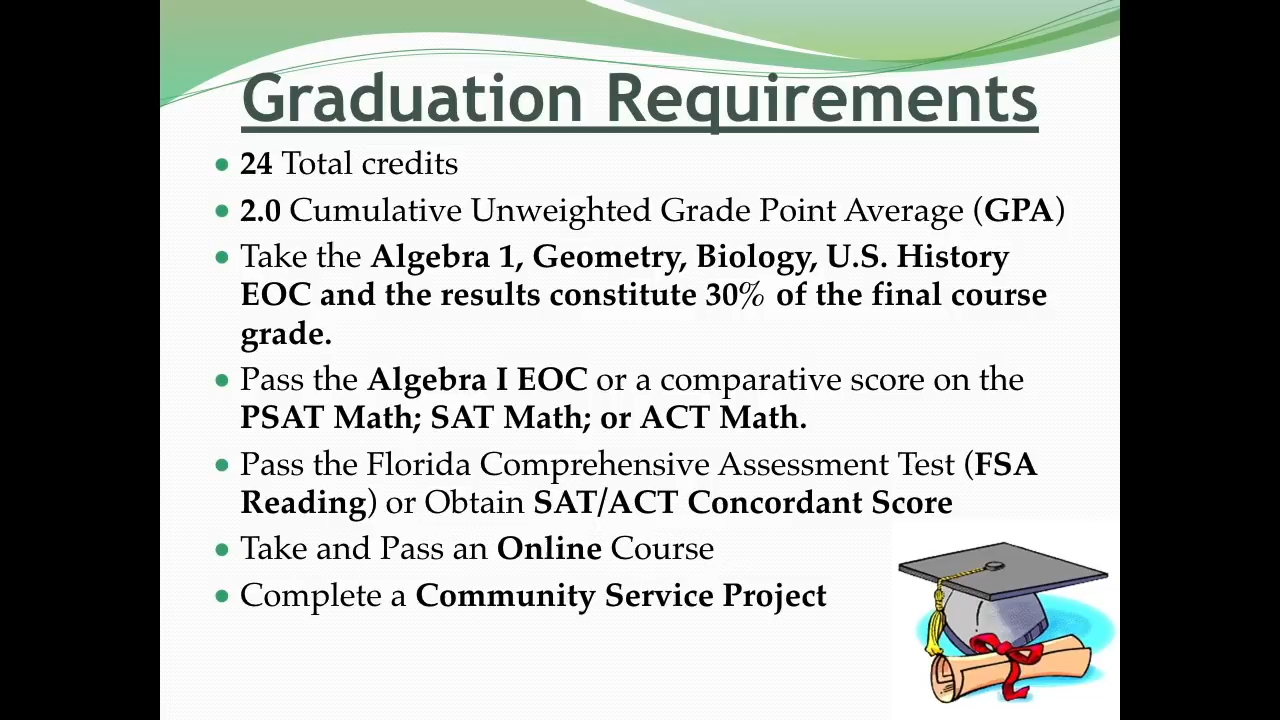 Graduation Requirements
• 24 Total credits
• 2.0 Cumulative Unweighted Grade Point Average (GPA)
• Take the Algebra 1, Geometry, Biology, U.S. History
EOC and the results constitute 30% of the final course
grade.
• Pass the Algebra I EOC or a comparative score on the
PSAT Math; SAT Math; or ACT Math.
• Pass the Florida Comprehensive Assessment Test (FSA
Reading) or Obtain SAT/ACT Concordant Score
• Take and Pass an Online Course
• Complete a Community Service Project